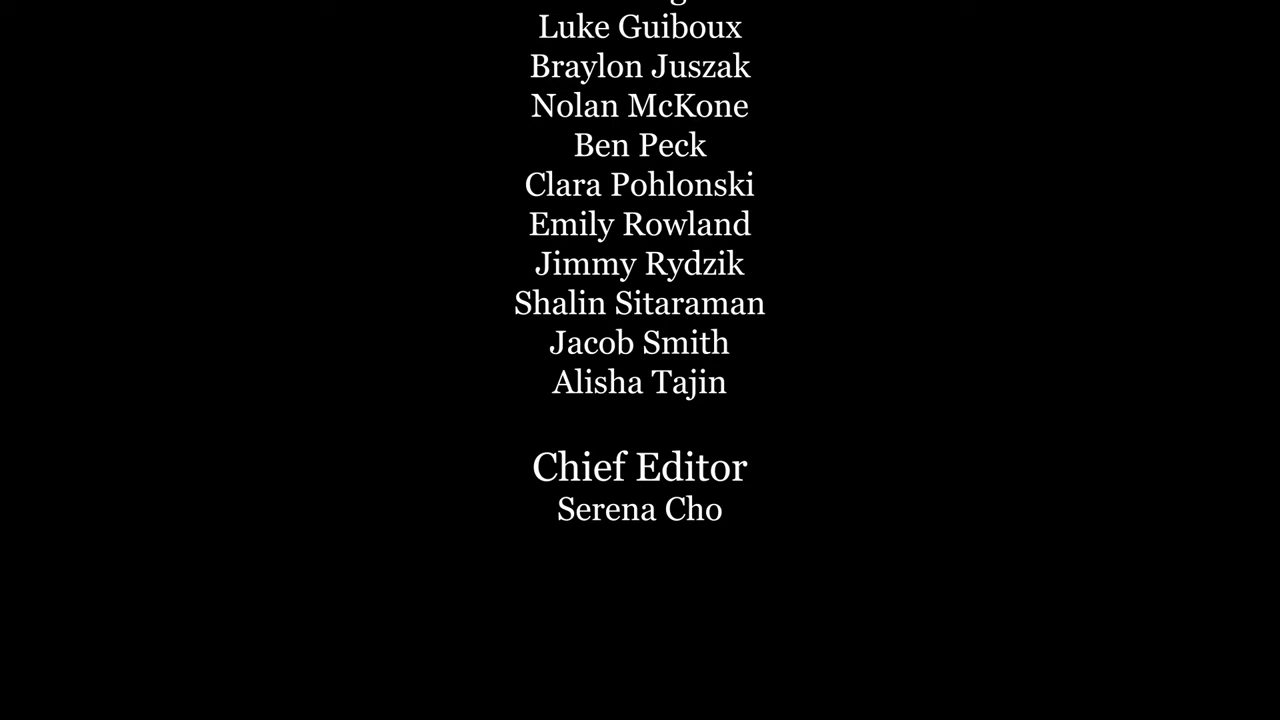 Luke Guiboux
Braylon Juszak
Nolan McKone
Ben Peck
Clara Pohlonski
Emily Rowland
Jimmy Rydzik
Shalin Sitaraman
Jacob Smith
Alisha Tajin
Chief Editor
Serena Cho